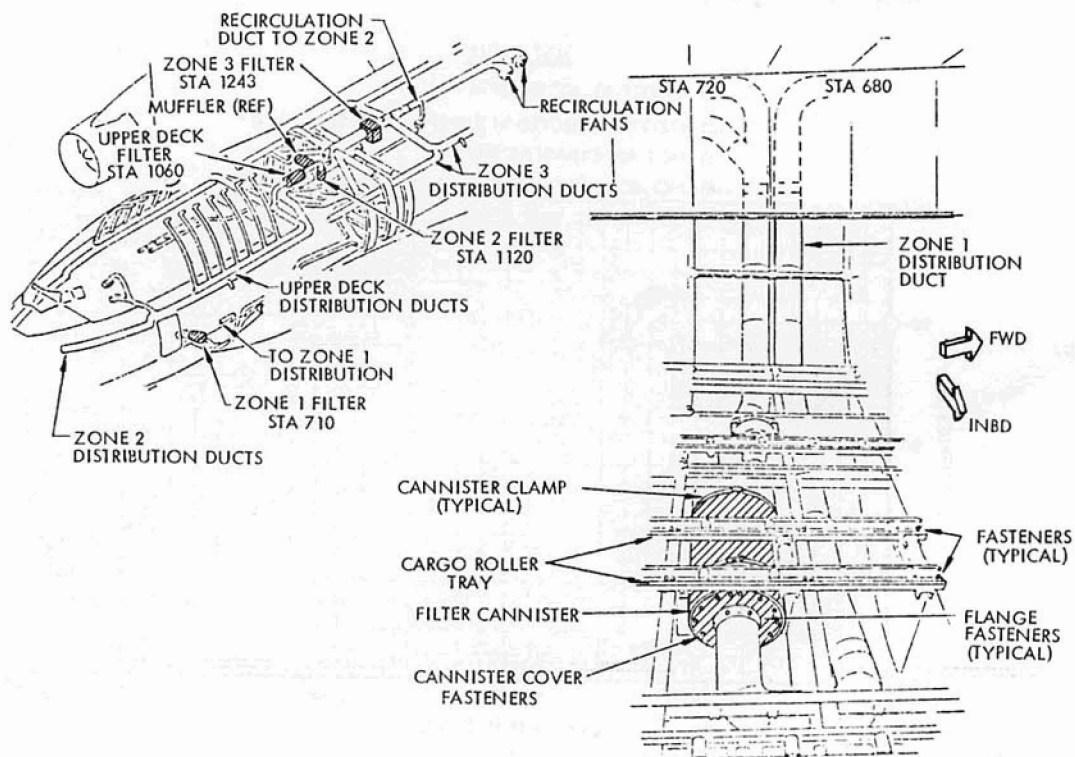 RECIRCULATION
DUCT TO ZONE 2
ZONE 3 FILTER
STA 1243
MUFFLER (REF)
UPPER DECK
FILTER
STA 1060
RECIRCULATION
FANS
ZONE 3
DISTRIBUTION DUCTS
ZONE 2 FILTER
STA 1120
UPPER DECK
DISTRIBUTION DUCTS
TO ZONE 1
DISTRIBUTION
ZONE 1 FILTER
STA 710
ZONE 2
DISTRIBUTION DUCTS
STA 720
STA 680
ZONE 1
DISTRIBUTION
DUCT
FWD
INBD
CANNISTER CLAMP
(TYPICAL)
CARGO ROLLER
TRAY
FILTER CANNISTER
CANNISTER COVER
FASTENERS
FASTENERS
(TYPICAL)
FLANGE
FASTENERS
(TYPICAL)